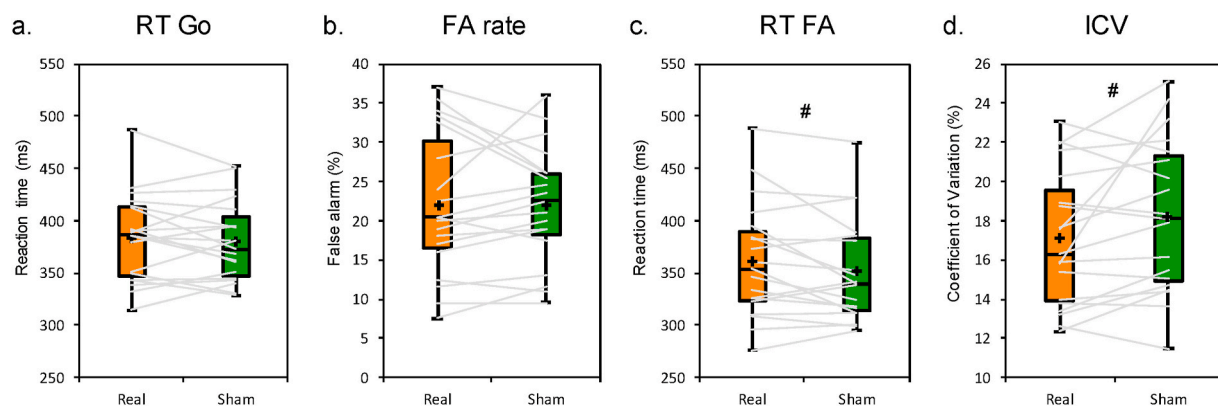 a. RT Go
b. FA rate
c. RT FA
d. ICV
Reaction time (ms)
550
500
450
400
350
300
250
Real Sham
False alarm (%)
40
35
30
25
20
15
10
5
0
Real Sham
Reaction time (ms)
550
500
450
400
350
300
250
#
Real Sham
Coefficient of Variation (%)
26
24
22
20
18
16
14
12
10
#
Real Sham